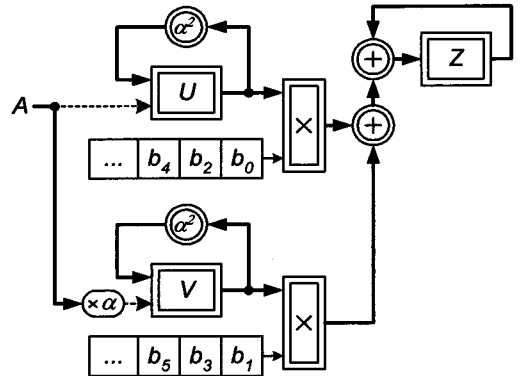 α²
U
Z
+
+
A
×
... b₄ b₂ b₀
α²
V
×α
×
... b₅ b₃ b₁